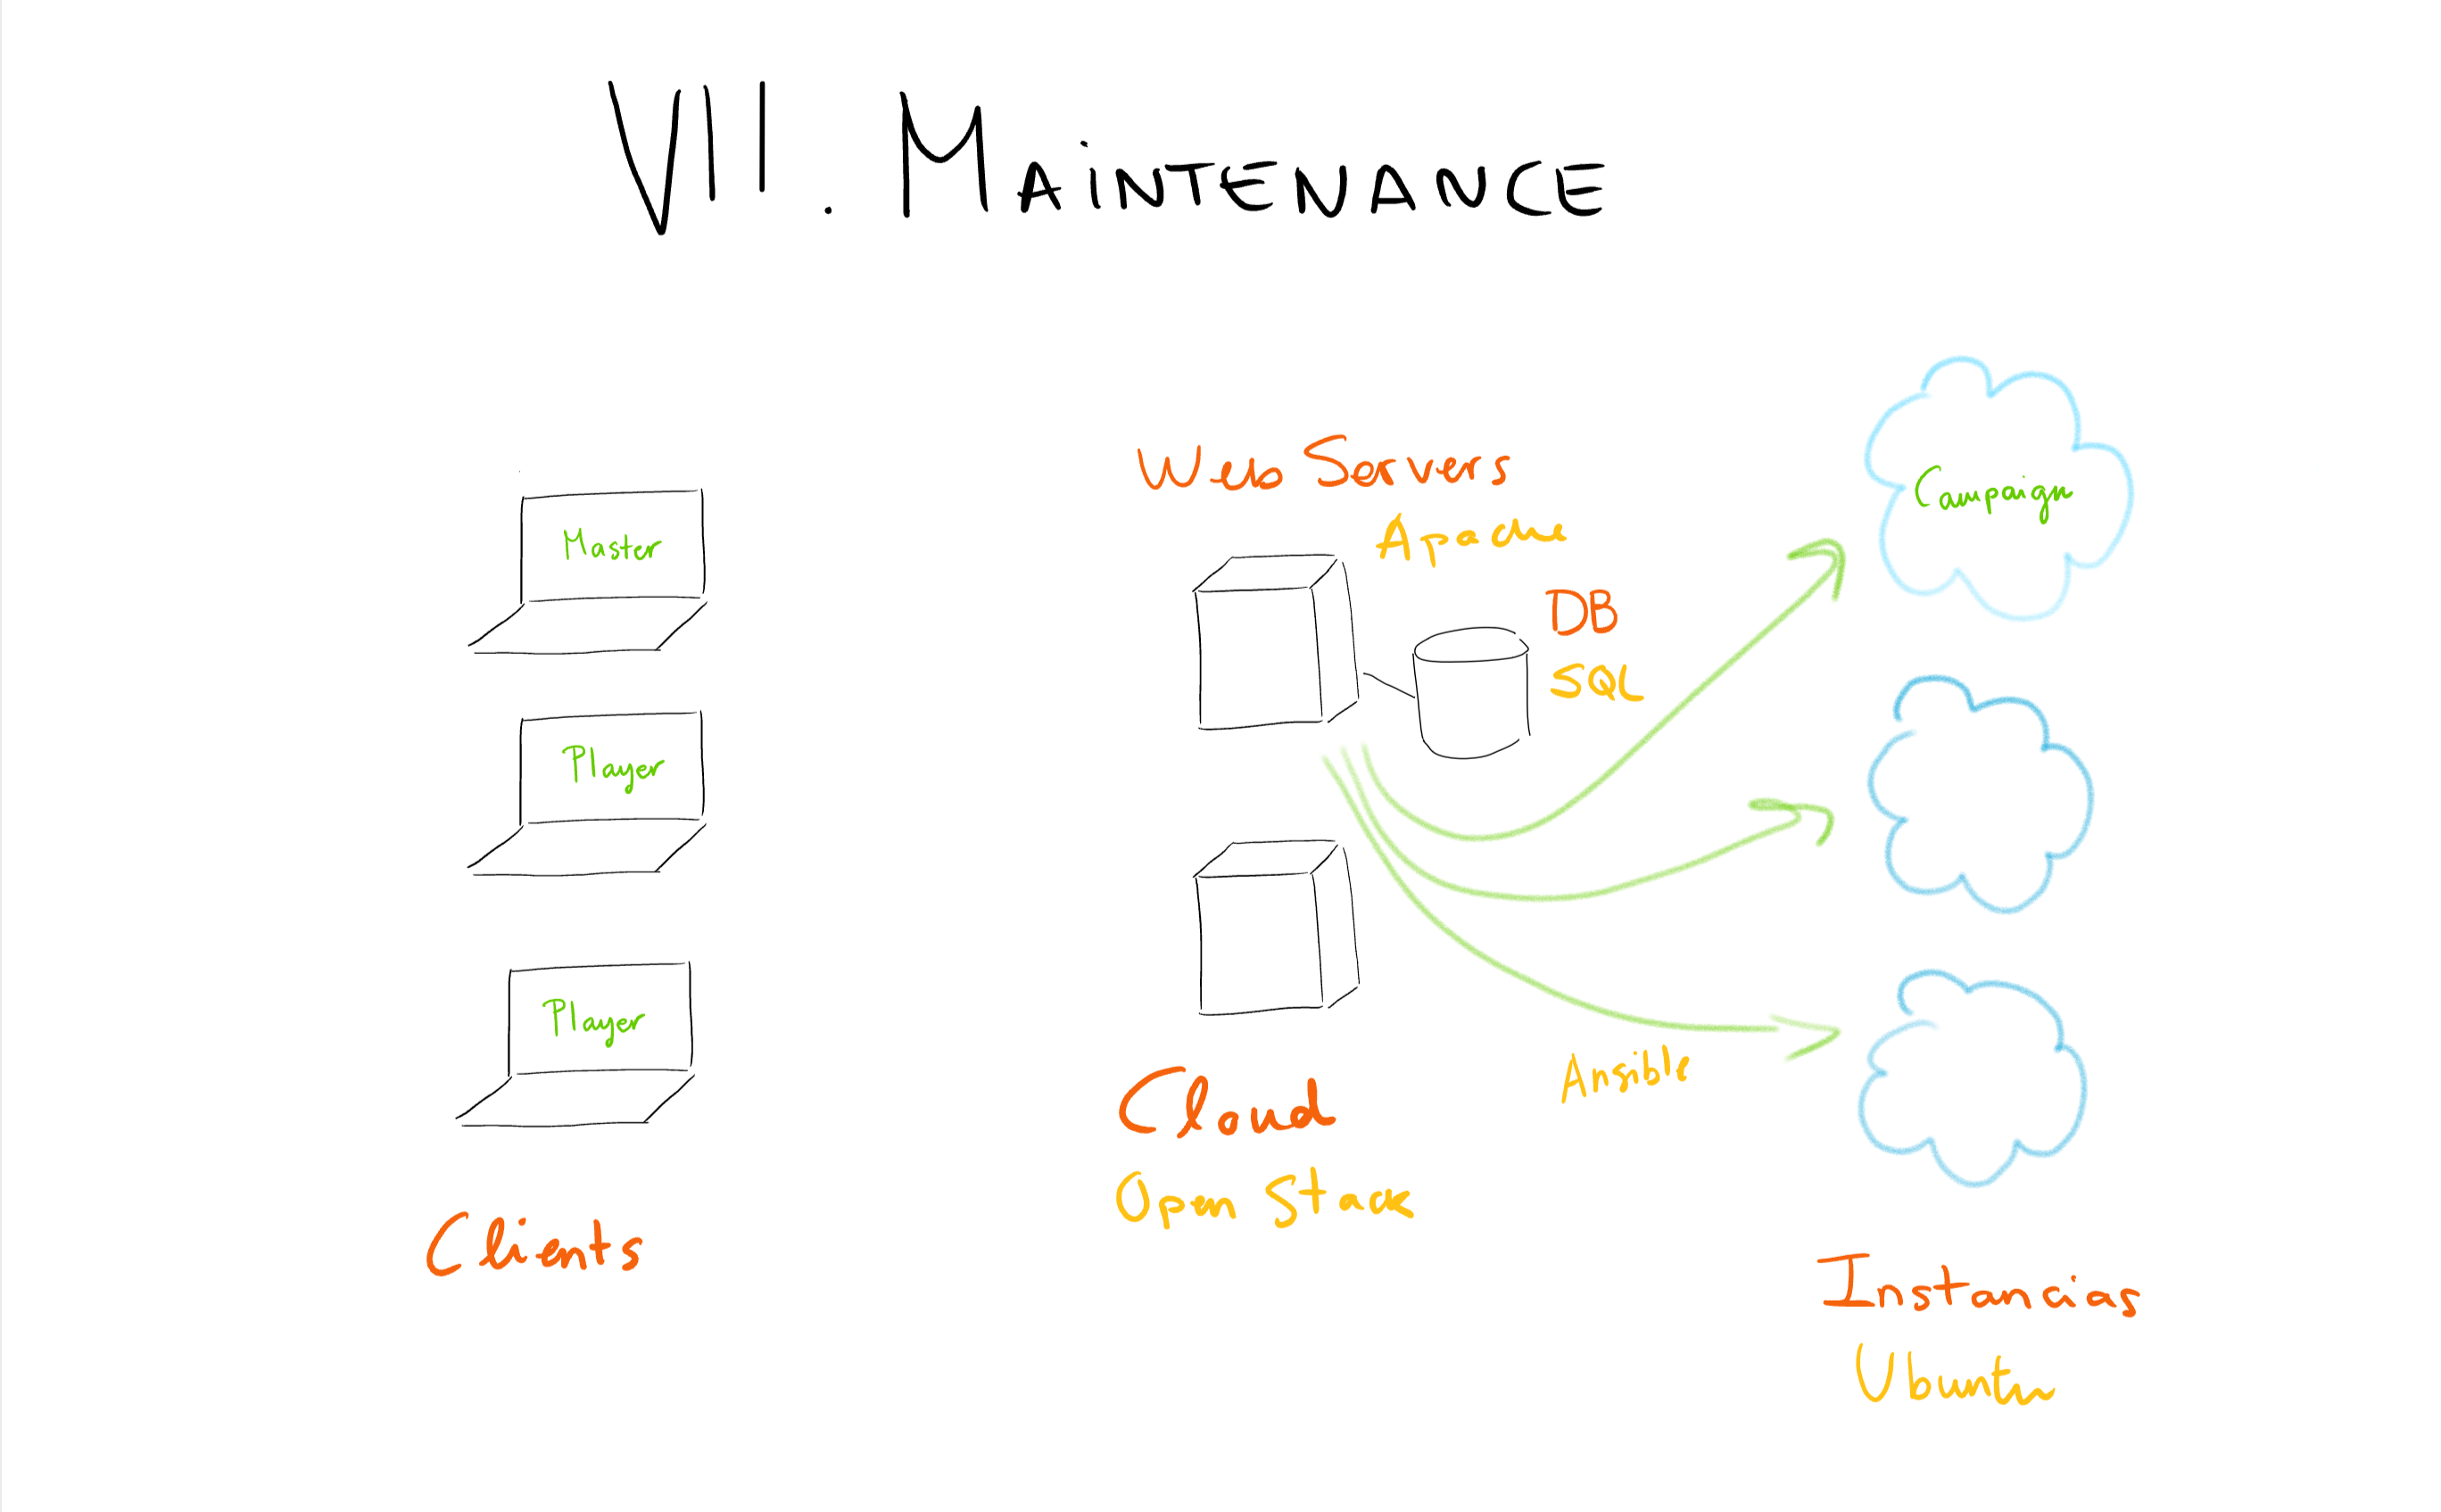 VII. MAINTENANCE
Master
Player
Player
Clients
Web Servers
Apache
DB
SQL
Cloud
Open Stack
Ansible
Campaign
Instancias
Ubuntu